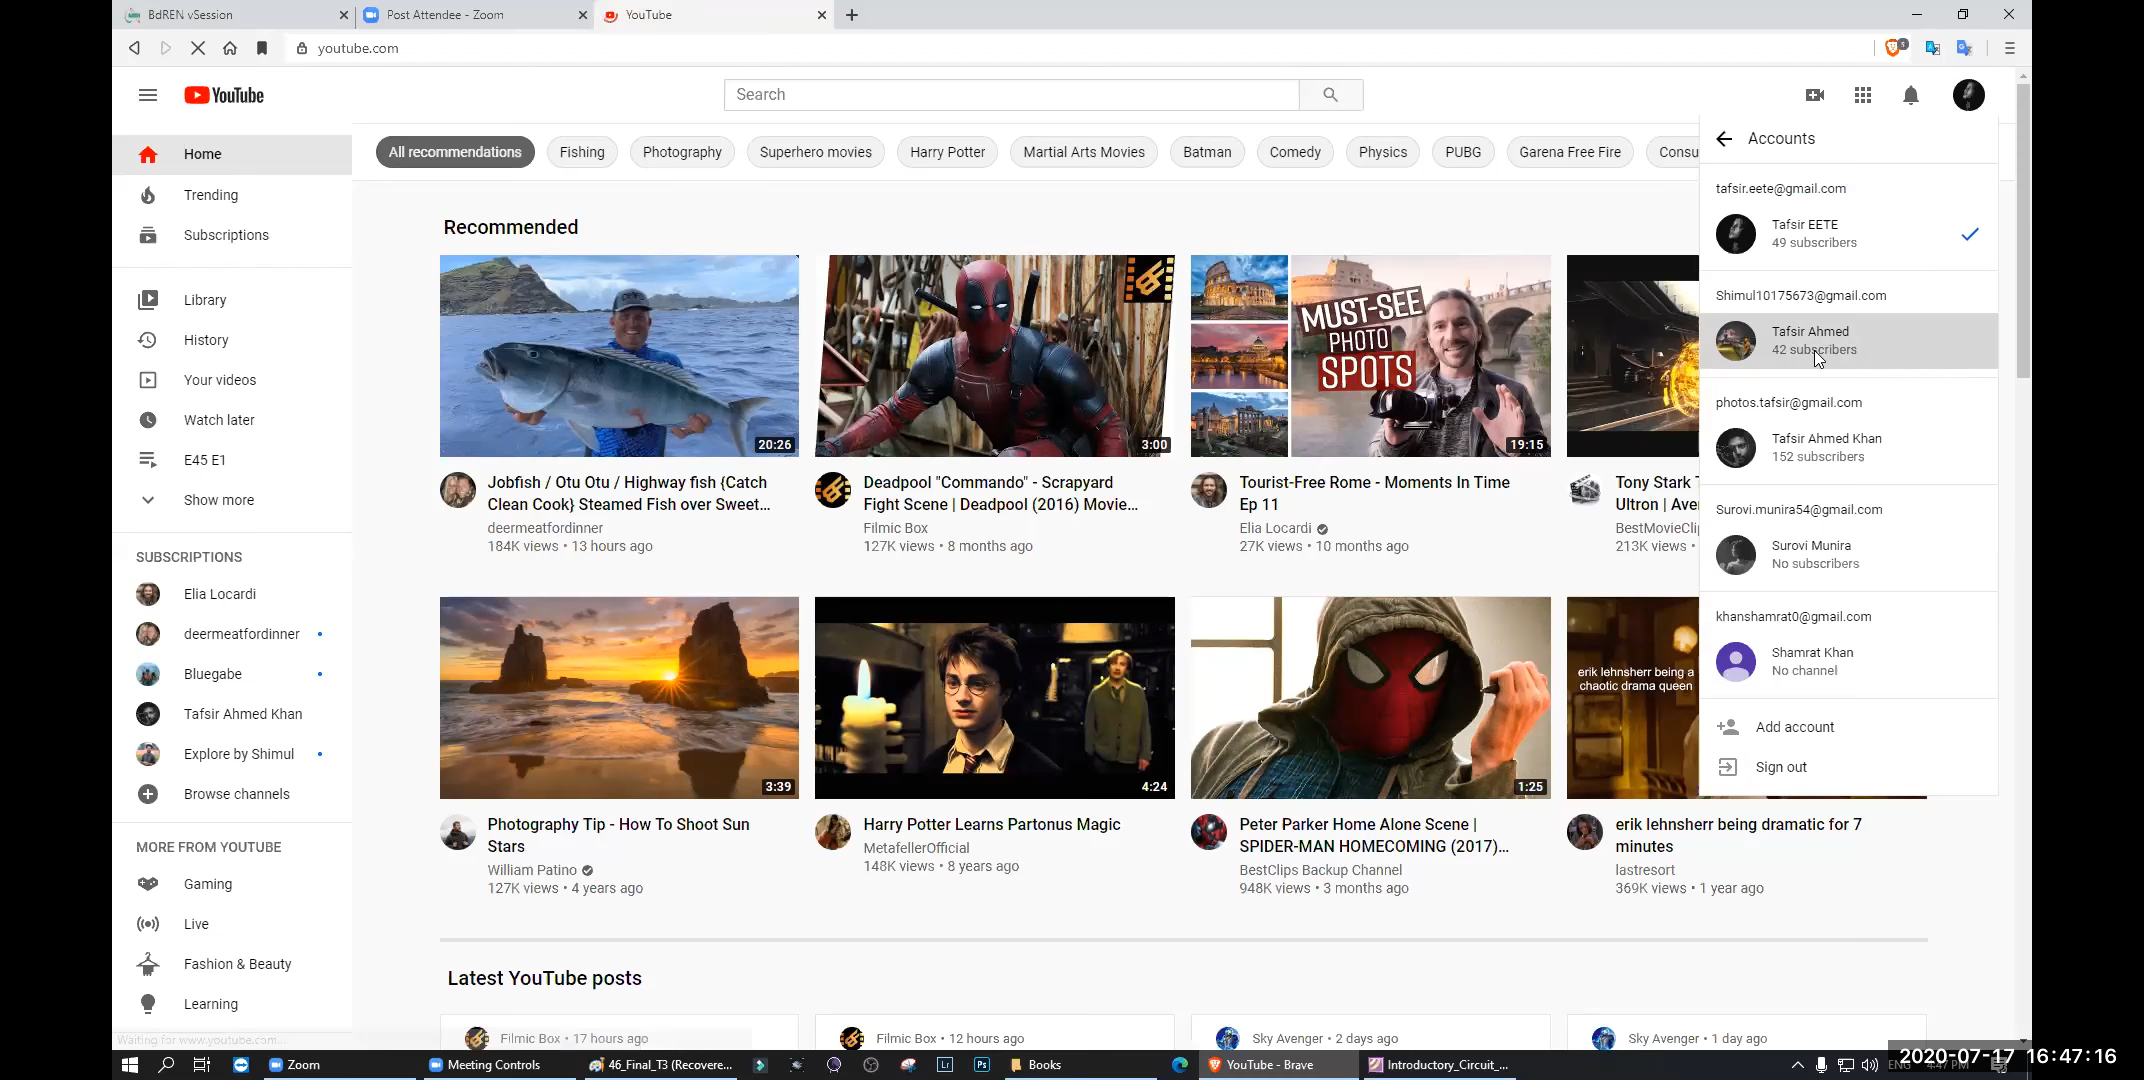 BdREN vSession
Post Attendee - Zoom
YouTube
youtube.com
YouTube
Search
Home
Trending
Subscriptions
Library
History
Your videos
Watch later
E45 E1
Show more
SUBSCRIPTIONS
Elia Locardi
deermeatfordinner
Bluegabe
Tafsir Ahmed Khan
Explore by Shimul
Browse channels
MORE FROM YOUTUBE
Gaming
Live
Fashion & Beauty
Learning
Waiting for www.youtube.com...
All recommendations
Fishing
Photography
Superhero movies
Harry Potter
Martial Arts Movies
Batman
Comedy
Physics
PUBG
Garena Free Fire
Consu
Recommended
20:26
Jobfish / Otu Otu / Highway fish {Catch
Clean Cook} Steamed Fish over Sweet...
deermeatfordinner
184K views • 13 hours ago
3:00
Deadpool "Commando" - Scrapyard
Fight Scene | Deadpool (2016) Movie...
Filmic Box
127K views • 8 months ago
MUST-SEE
PHOTO
SPOTS
19:15
Tourist-Free Rome - Moments In Time
Ep 11
Elia Locardi
27K views • 10 months ago
Tony Stark
Ultron | Ave
BestMovieCli
213K views •
3:39
Photography Tip - How To Shoot Sun
Stars
William Patino
127K views • 4 years ago
4:24
Harry Potter Learns Partonus Magic
MetafellerOfficial
148K views • 8 years ago
1:25
Peter Parker Home Alone Scene |
SPIDER-MAN HOMECOMING (2017)...
BestClips Backup Channel
948K views • 3 months ago
erik lehnsherr being a
chaotic drama queen
erik lehnsherr being dramatic for 7
minutes
lastresort
369K views • 1 year ago
Latest YouTube posts
Filmic Box • 17 hours ago
Filmic Box • 12 hours ago
Sky Avenger • 2 days ago
Sky Avenger • 1 day ago
Accounts
tafsir.eete@gmail.com
Tafsir EETE
49 subscribers
Shimul10175673@gmail.com
Tafsir Ahmed
42 subscribers
photos.tafsir@gmail.com
Tafsir Ahmed Khan
152 subscribers
Surovi.munira54@gmail.com
Surovi Munira
No subscribers
khanshamrat0@gmail.com
Shamrat Khan
No channel
Add account
Sign out
Zoom
Meeting Controls
46_Final_T3 (Recovere...
Lr
Ps
Books
YouTube - Brave
Introductory_Circuit_...
ENG
4:47 PM
2020-07-17 16:47:16